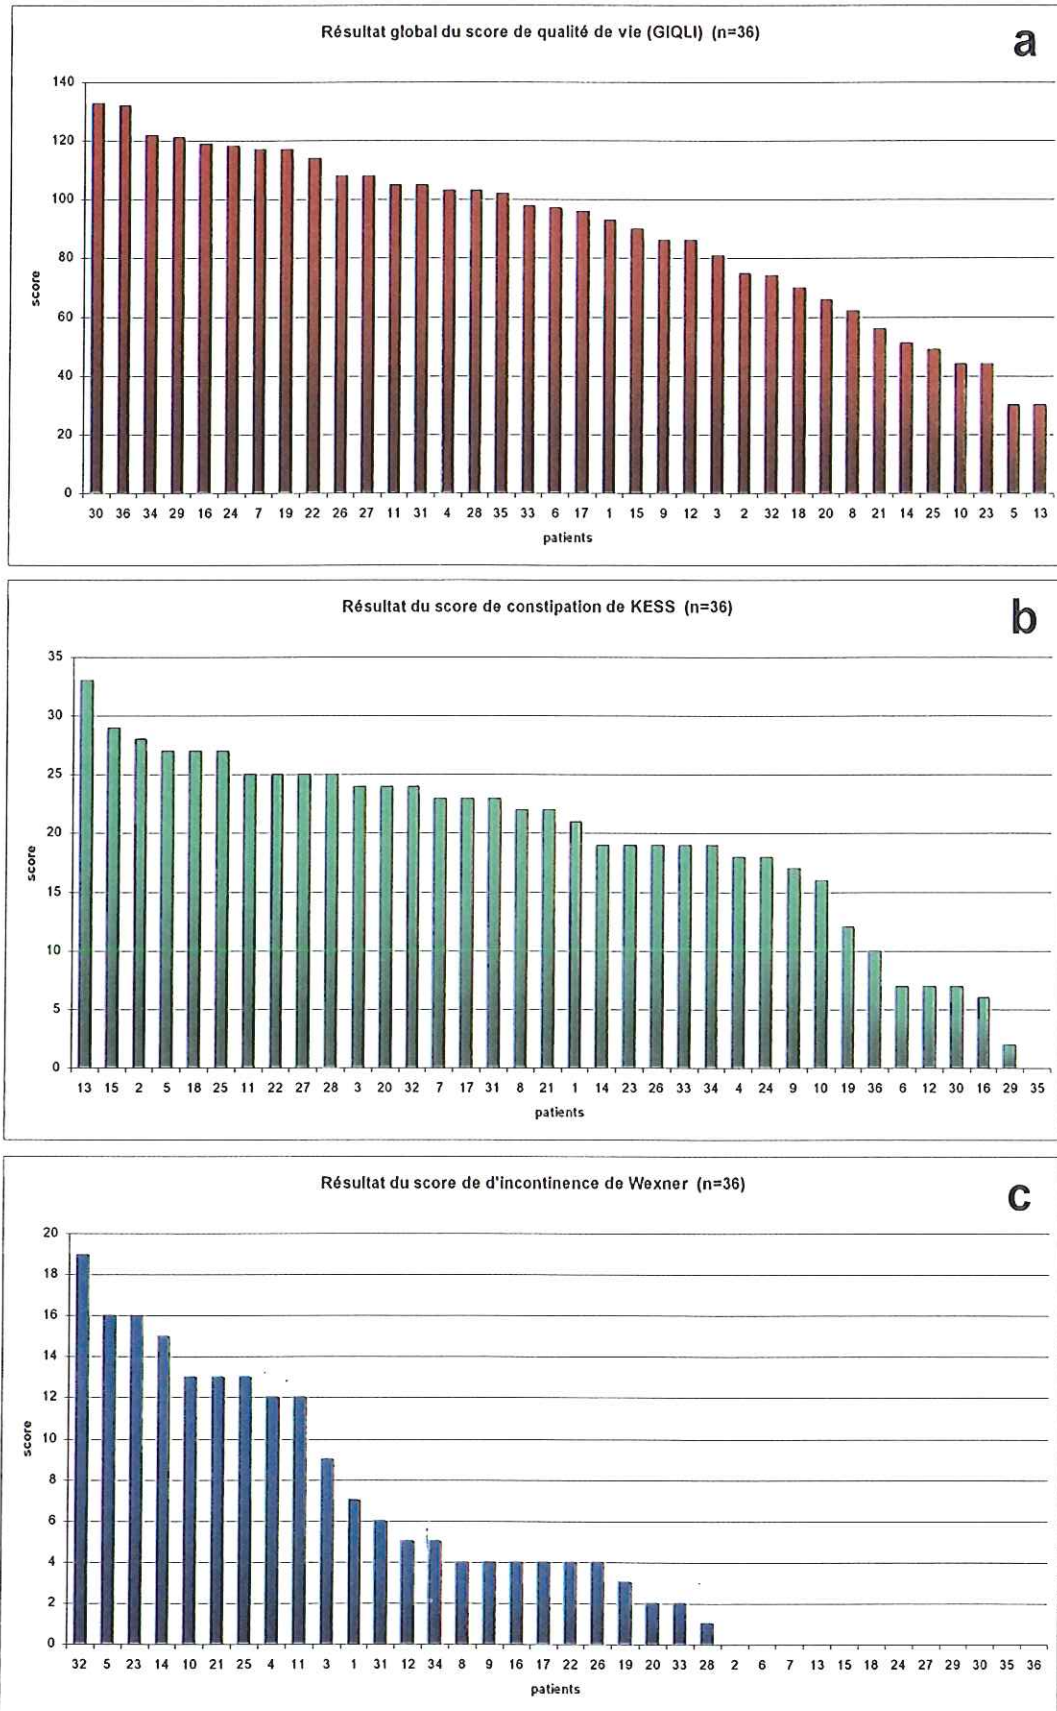 Résultat global du score de qualité de vie (GIQLI) (n=36)
a
140
120
100
80
60
40
20
0
score
30 36 34 29 16 24 7 19 22 26 27 11 31 4 28 35 33 6 17 1 15 9 12 3 2 32 18 20 8 21 14 25 10 23 5 13
patients
Résultat du score de constipation de KESS (n=36)
b
35
30
25
20
15
10
5
0
score
13 15 2 5 18 25 11 22 27 28 3 20 32 7 17 31 8 21 1 14 23 26 33 34 4 24 9 10 19 36 6 12 30 16 29 35
patients
Résultat du score de d'incontinence de Wexner (n=36)
c
20
18
16
14
12
10
8
6
4
2
0
score
32 5 23 14 10 21 25 4 11 3 1 31 12 34 8 9 16 17 22 26 19 20 33 28 2 6 7 13 15 18 24 27 29 30 35 36
patients